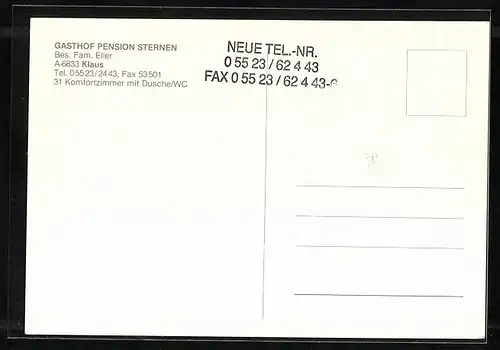 GASTHOF PENSION STERNEN
Bes. Fam. Eller
A-6833 Klaus
Tel. 05523/2443, Fax 53501
31 Komfortzimmer mit Dusche/WC
NEUE TEL.-NR.
0 55 23 / 62 4 43
FAX 0 55 23 / 62 4 43-